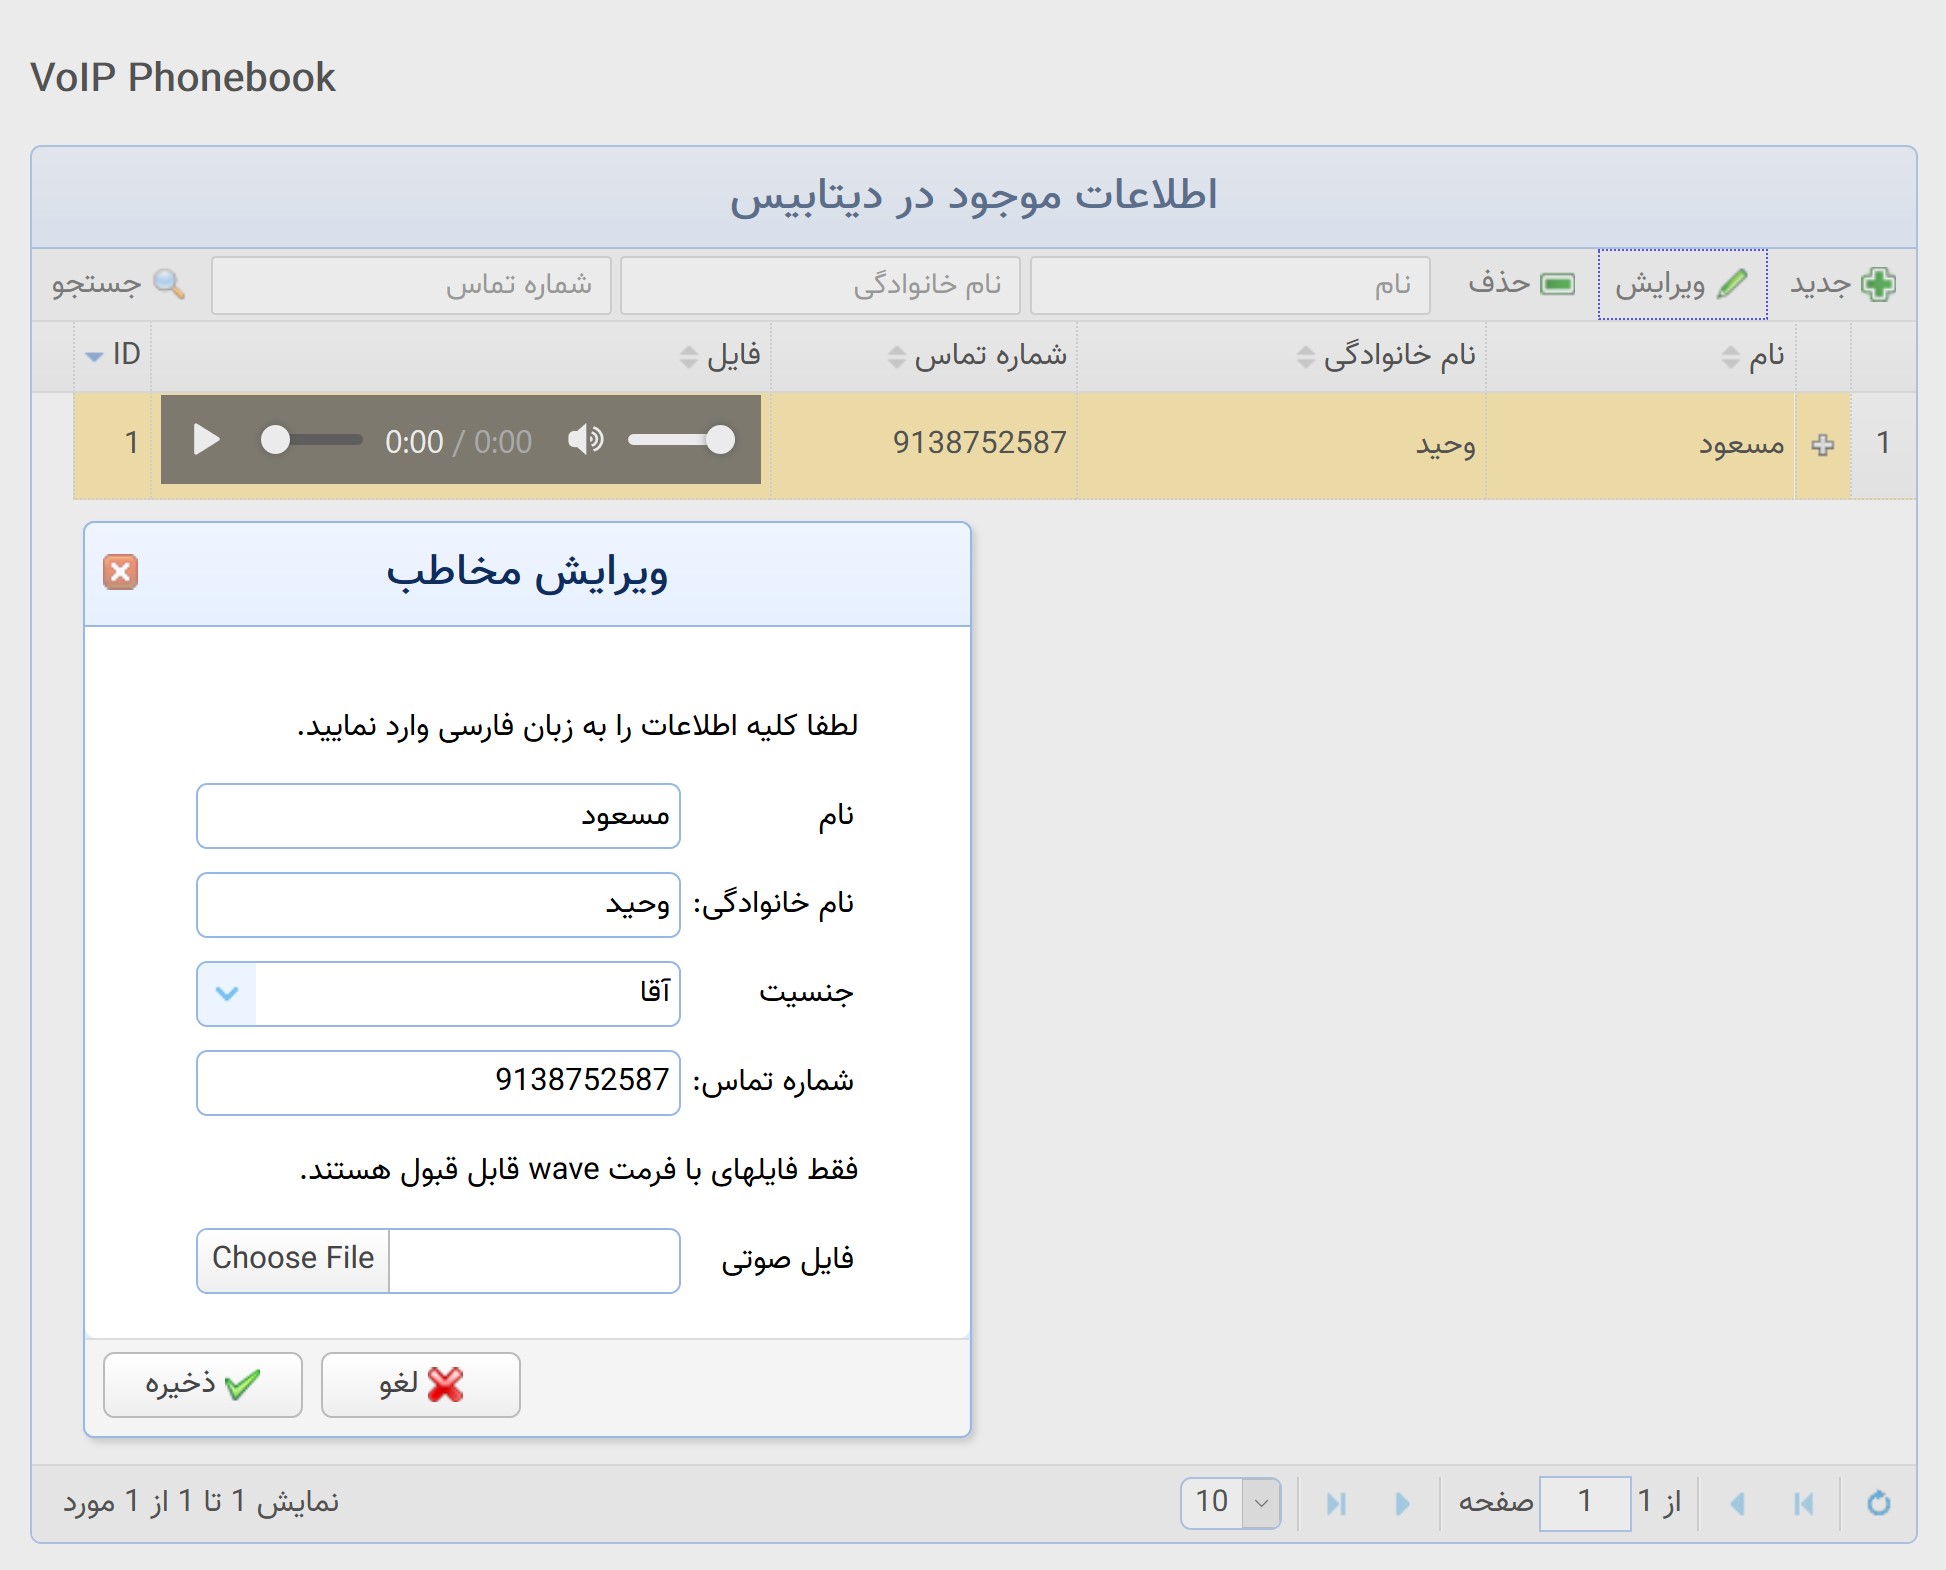 VoIP Phonebook
اطلاعات موجود در دیتابیس
جدید ویرایش حذف نام نام خانوادگی شماره تماس جستجو
نام نام خانوادگی شماره تماس فایل ID
1 مسعود وحید 9138752587 0:00 / 0:00 1
ویرایش مخاطب
لطفا کلیه اطلاعات را به زبان فارسی وارد نمایید.
نام مسعود
نام خانوادگی: وحید
جنسیت آقا
شماره تماس: 9138752587
فقط فایلهای با فرمت wave قابل قبول هستند.
فایل صوتی Choose File
لغو ذخیره
از 1 1 صفحه 10 نمایش 1 تا 1 از 1 مورد